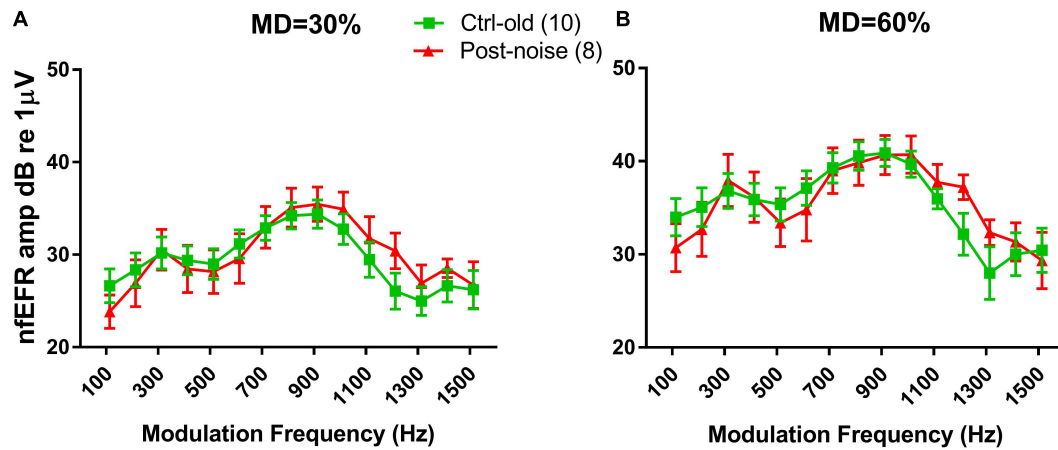 A
MD=30%
Ctrl-old (10)
Post-noise (8)
B
MD=60%
nfEFR amp dB re 1µV
50
40
30
20
100
300
500
700
900
1100
1300
1500
Modulation Frequency (Hz)
50
40
30
20
100
300
500
700
900
1100
1300
1500
Modulation Frequency (Hz)